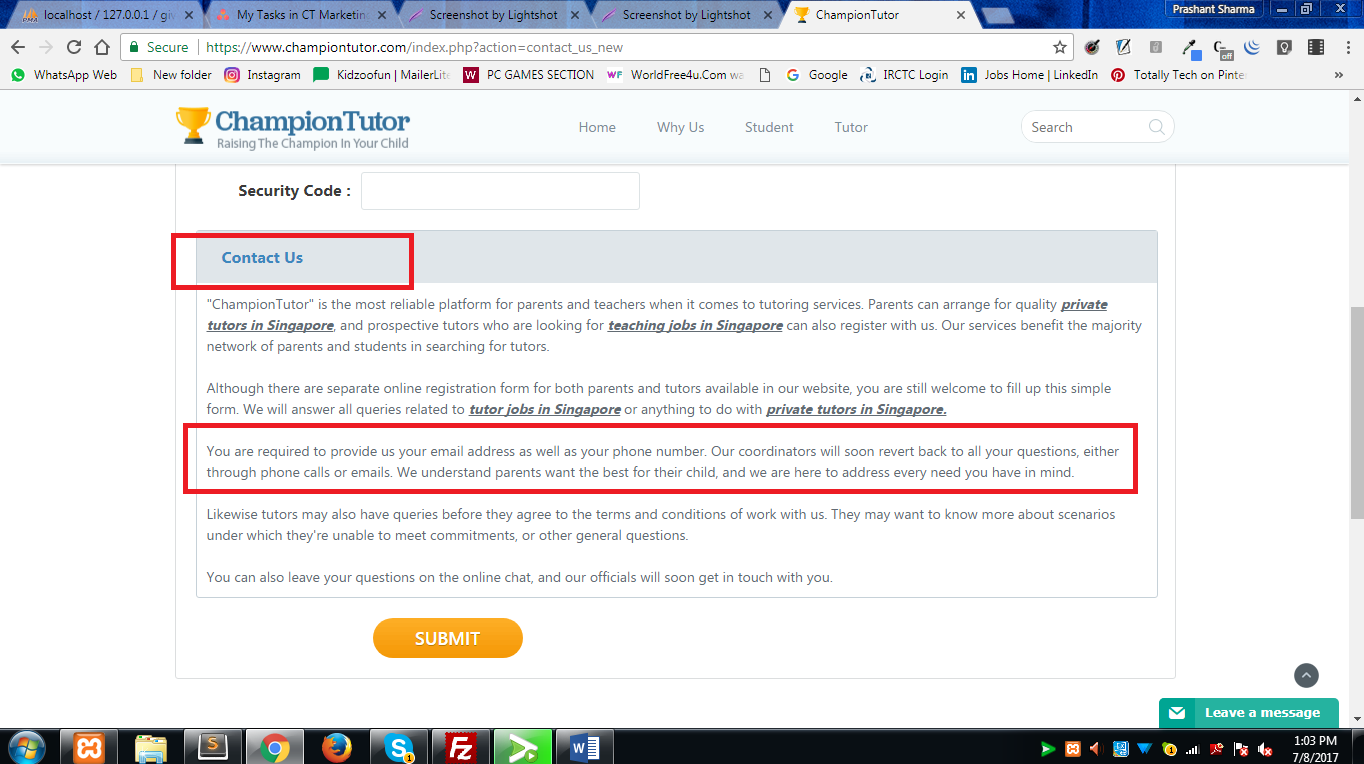 localhost / 127.0.0.1 / giv
My Tasks in CT Marketin
Screenshot by Lightshot
Screenshot by Lightshot
ChampionTutor
Prashant Sharma
Secure
https://www.championtutor.com/index.php?action=contact_us_new
off
WhatsApp Web
New folder
Instagram
Kidzoofun | MailerLite
W PC GAMES SECTION
WF WorldFree4u.Com wa
Google
IRCTC Login
in Jobs Home | LinkedIn
Totally Tech on Pinte
ChampionTutor
Raising The Champion In Your Child
Home
Why Us
Student
Tutor
Search
Security Code :
Contact Us
"ChampionTutor" is the most reliable platform for parents and teachers when it comes to tutoring services. Parents can arrange for quality private
tutors in Singapore, and prospective tutors who are looking for teaching jobs in Singapore can also register with us. Our services benefit the majority
network of parents and students in searching for tutors.
Although there are separate online registration form for both parents and tutors available in our website, you are still welcome to fill up this simple
form. We will answer all queries related to tutor jobs in Singapore or anything to do with private tutors in Singapore.
You are required to provide us your email address as well as your phone number. Our coordinators will soon revert back to all your questions, either
through phone calls or emails. We understand parents want the best for their child, and we are here to address every need you have in mind.
Likewise tutors may also have queries before they agree to the terms and conditions of work with us. They may want to know more about scenarios
under which they're unable to meet commitments, or other general questions.
You can also leave your questions on the online chat, and our officials will soon get in touch with you.
SUBMIT
Leave a message
1:03 PM
7/8/2017